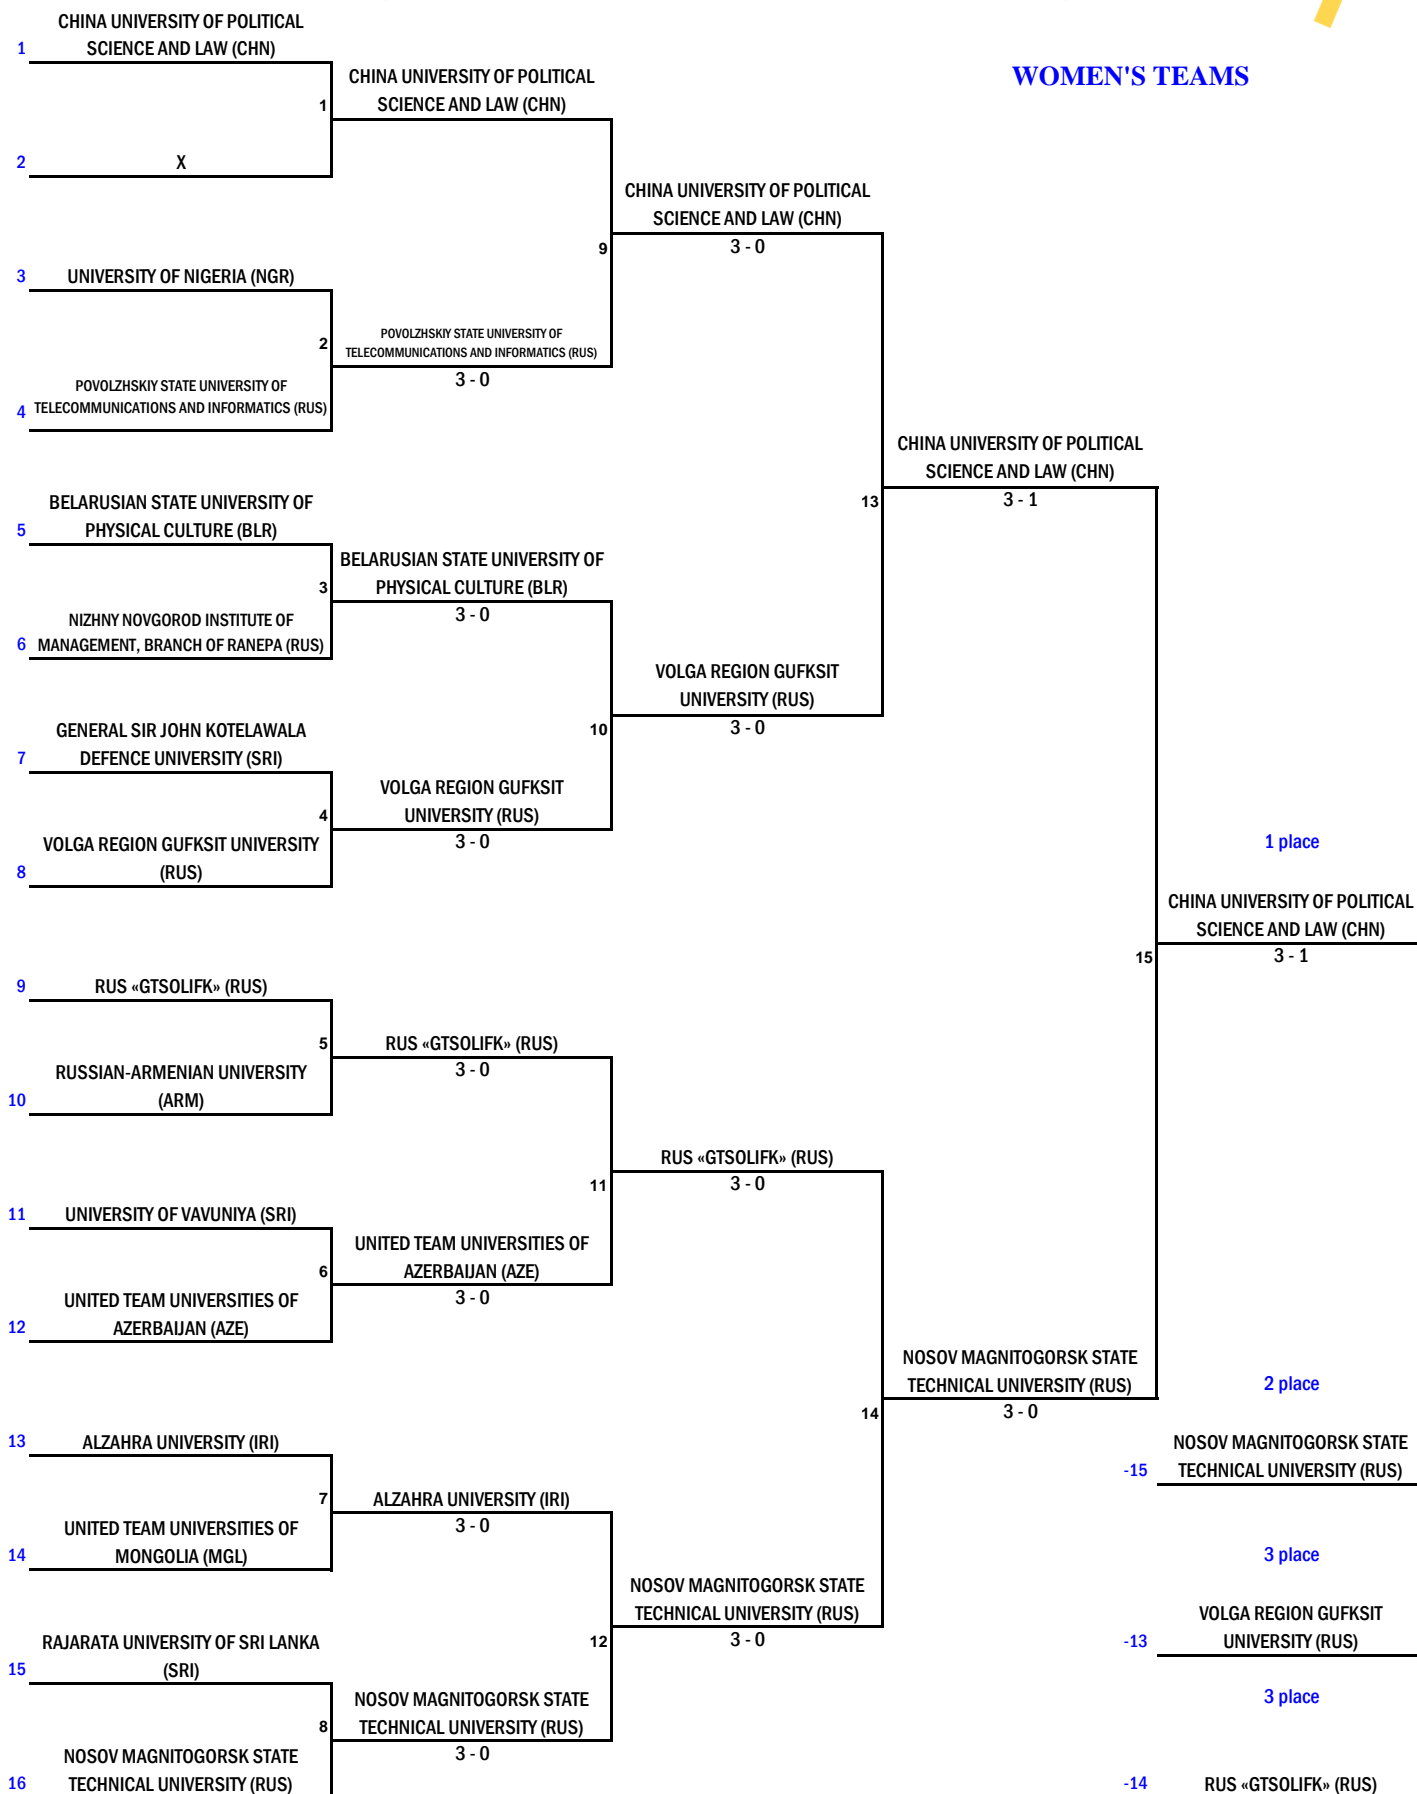 WOMEN'S TEAMS
CHINA UNIVERSITY OF POLITICAL
SCIENCE AND LAW (CHN)
1
X
2
UNIVERSITY OF NIGERIA (NGR)
3
POVOLZHSKIY STATE UNIVERSITY OF
TELECOMMUNICATIONS AND INFORMATICS (RUS)
4
BELARUSIAN STATE UNIVERSITY OF
PHYSICAL CULTURE (BLR)
5
NIZHNY NOVGOROD INSTITUTE OF
MANAGEMENT, BRANCH OF RANEPA (RUS)
6
GENERAL SIR JOHN KOTELAWALA
DEFENCE UNIVERSITY (SRI)
7
VOLGA REGION GUFKSIT UNIVERSITY
(RUS)
8
RUS «GTSOLIFK» (RUS)
9
RUSSIAN-ARMENIAN UNIVERSITY
(ARM)
10
UNIVERSITY OF VAVUNIYA (SRI)
11
UNITED TEAM UNIVERSITIES OF
AZERBAIJAN (AZE)
12
ALZAHRA UNIVERSITY (IRI)
13
UNITED TEAM UNIVERSITIES OF
MONGOLIA (MGL)
14
RAJARATA UNIVERSITY OF SRI LANKA
(SRI)
15
NOSOV MAGNITOGORSK STATE
TECHNICAL UNIVERSITY (RUS)
16
CHINA UNIVERSITY OF POLITICAL
SCIENCE AND LAW (CHN)
1
POVOLZHSKIY STATE UNIVERSITY OF
TELECOMMUNICATIONS AND INFORMATICS (RUS)
2
3 - 0
BELARUSIAN STATE UNIVERSITY OF
PHYSICAL CULTURE (BLR)
3
3 - 0
VOLGA REGION GUFKSIT
UNIVERSITY (RUS)
4
3 - 0
RUS «GTSOLIFK» (RUS)
5
3 - 0
UNITED TEAM UNIVERSITIES OF
AZERBAIJAN (AZE)
6
3 - 0
ALZAHRA UNIVERSITY (IRI)
7
3 - 0
NOSOV MAGNITOGORSK STATE
TECHNICAL UNIVERSITY (RUS)
8
3 - 0
CHINA UNIVERSITY OF POLITICAL
SCIENCE AND LAW (CHN)
9
3 - 0
VOLGA REGION GUFKSIT
UNIVERSITY (RUS)
10
3 - 0
RUS «GTSOLIFK» (RUS)
11
3 - 0
NOSOV MAGNITOGORSK STATE
TECHNICAL UNIVERSITY (RUS)
12
3 - 0
CHINA UNIVERSITY OF POLITICAL
SCIENCE AND LAW (CHN)
13
3 - 1
NOSOV MAGNITOGORSK STATE
TECHNICAL UNIVERSITY (RUS)
14
3 - 0
1 place
CHINA UNIVERSITY OF POLITICAL
SCIENCE AND LAW (CHN)
15
3 - 1
2 place
NOSOV MAGNITOGORSK STATE
-15 TECHNICAL UNIVERSITY (RUS)
3 place
VOLGA REGION GUFKSIT
-13 UNIVERSITY (RUS)
3 place
-14 RUS «GTSOLIFK» (RUS)